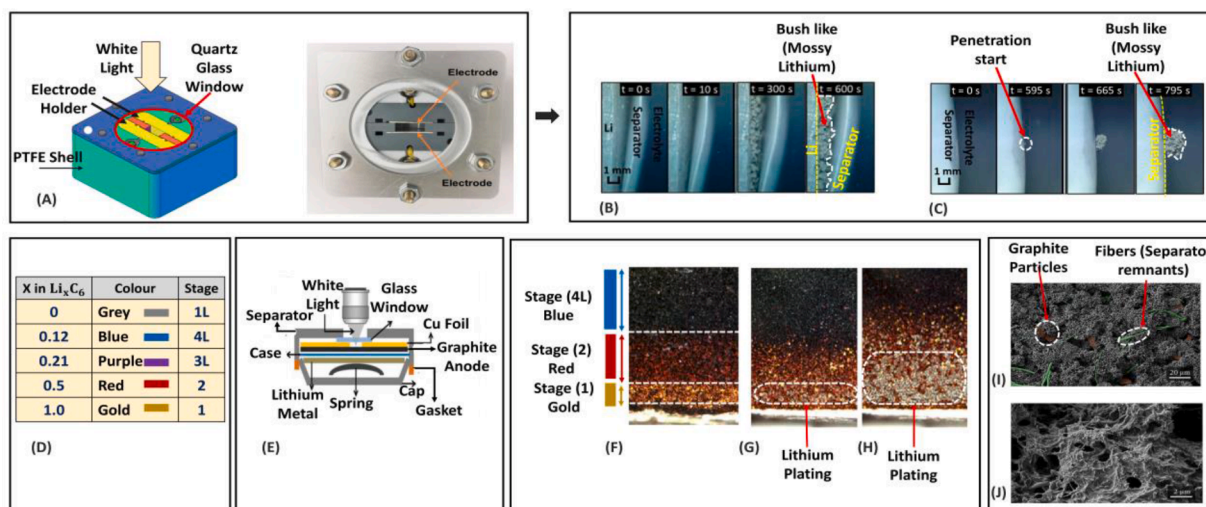 White
Light
Quartz
Glass
Window
Electrode
Holder
PTFE Shell
(A)
Electrode
Electrode
Bush like
(Mossy
Lithium)
t = 0 s
t = 10 s
t = 300 s
t = 600 s
Li
Separator
Electrolyte
Li
Separator
1 mm
(B)
Penetration
start
Bush like
(Mossy
Lithium)
t = 0 s
t = 595 s
t = 665 s
t = 795 s
Separator
Electrolyte
Separator
1 mm
(C)
X in LiₓC₆ Colour Stage
0 Grey 1L
0.12 Blue 4L
0.21 Purple 3L
0.5 Red 2
1.0 Gold 1
(D)
White
Light
Glass
Window
Separator
Cu Foil
Case
Graphite
Anode
Lithium
Metal
Spring
Cap
Gasket
(E)
Stage (4L)
Blue
Stage (2)
Red
Stage (1)
Gold
(F)
(G)
(H)
Lithium
Plating
Lithium
Plating
Graphite
Particles
Fibers (Separato
remnants)
(I)
20 μm
(J)
2 μm